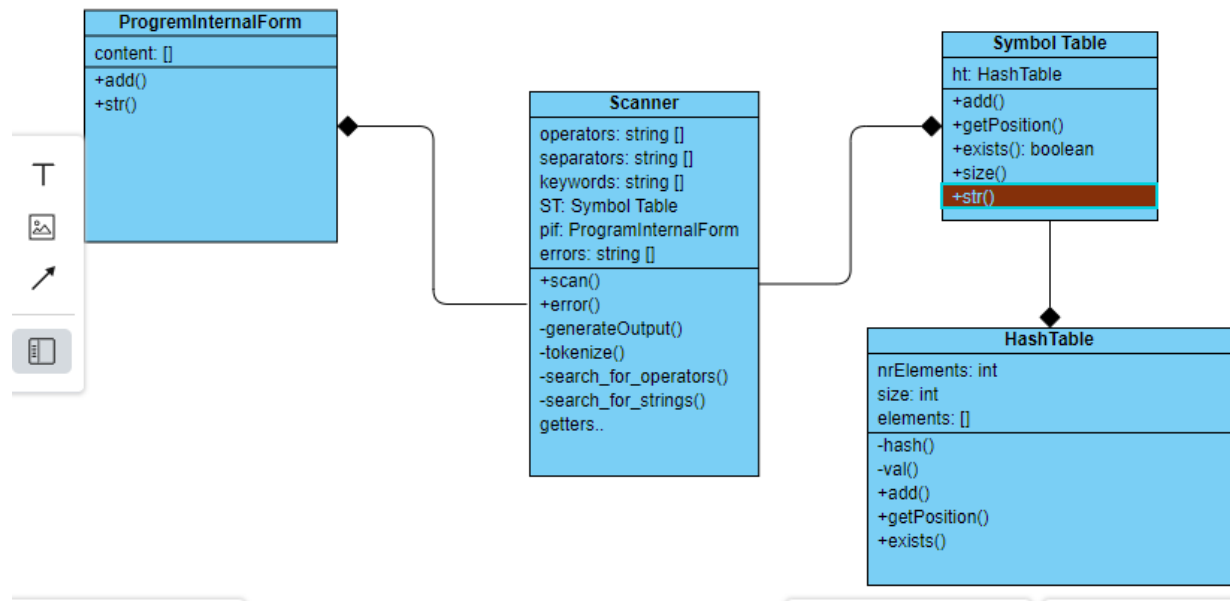 ProgremInternalForm
content: []
+add()
+str()
T
Scanner
operators: string []
separators: string []
keywords: string []
ST: Symbol Table
pif: ProgramInternalForm
errors: string []
+scan()
+error()
-generateOutput()
-tokenize()
-search_for_operators()
-search_for_strings()
getters..
Symbol Table
ht: HashTable
+add()
+getPosition()
+exists(): boolean
+size()
+str()
HashTable
nrElements: int
size: int
elements: []
-hash()
-val()
+add()
+getPosition()
+exists()